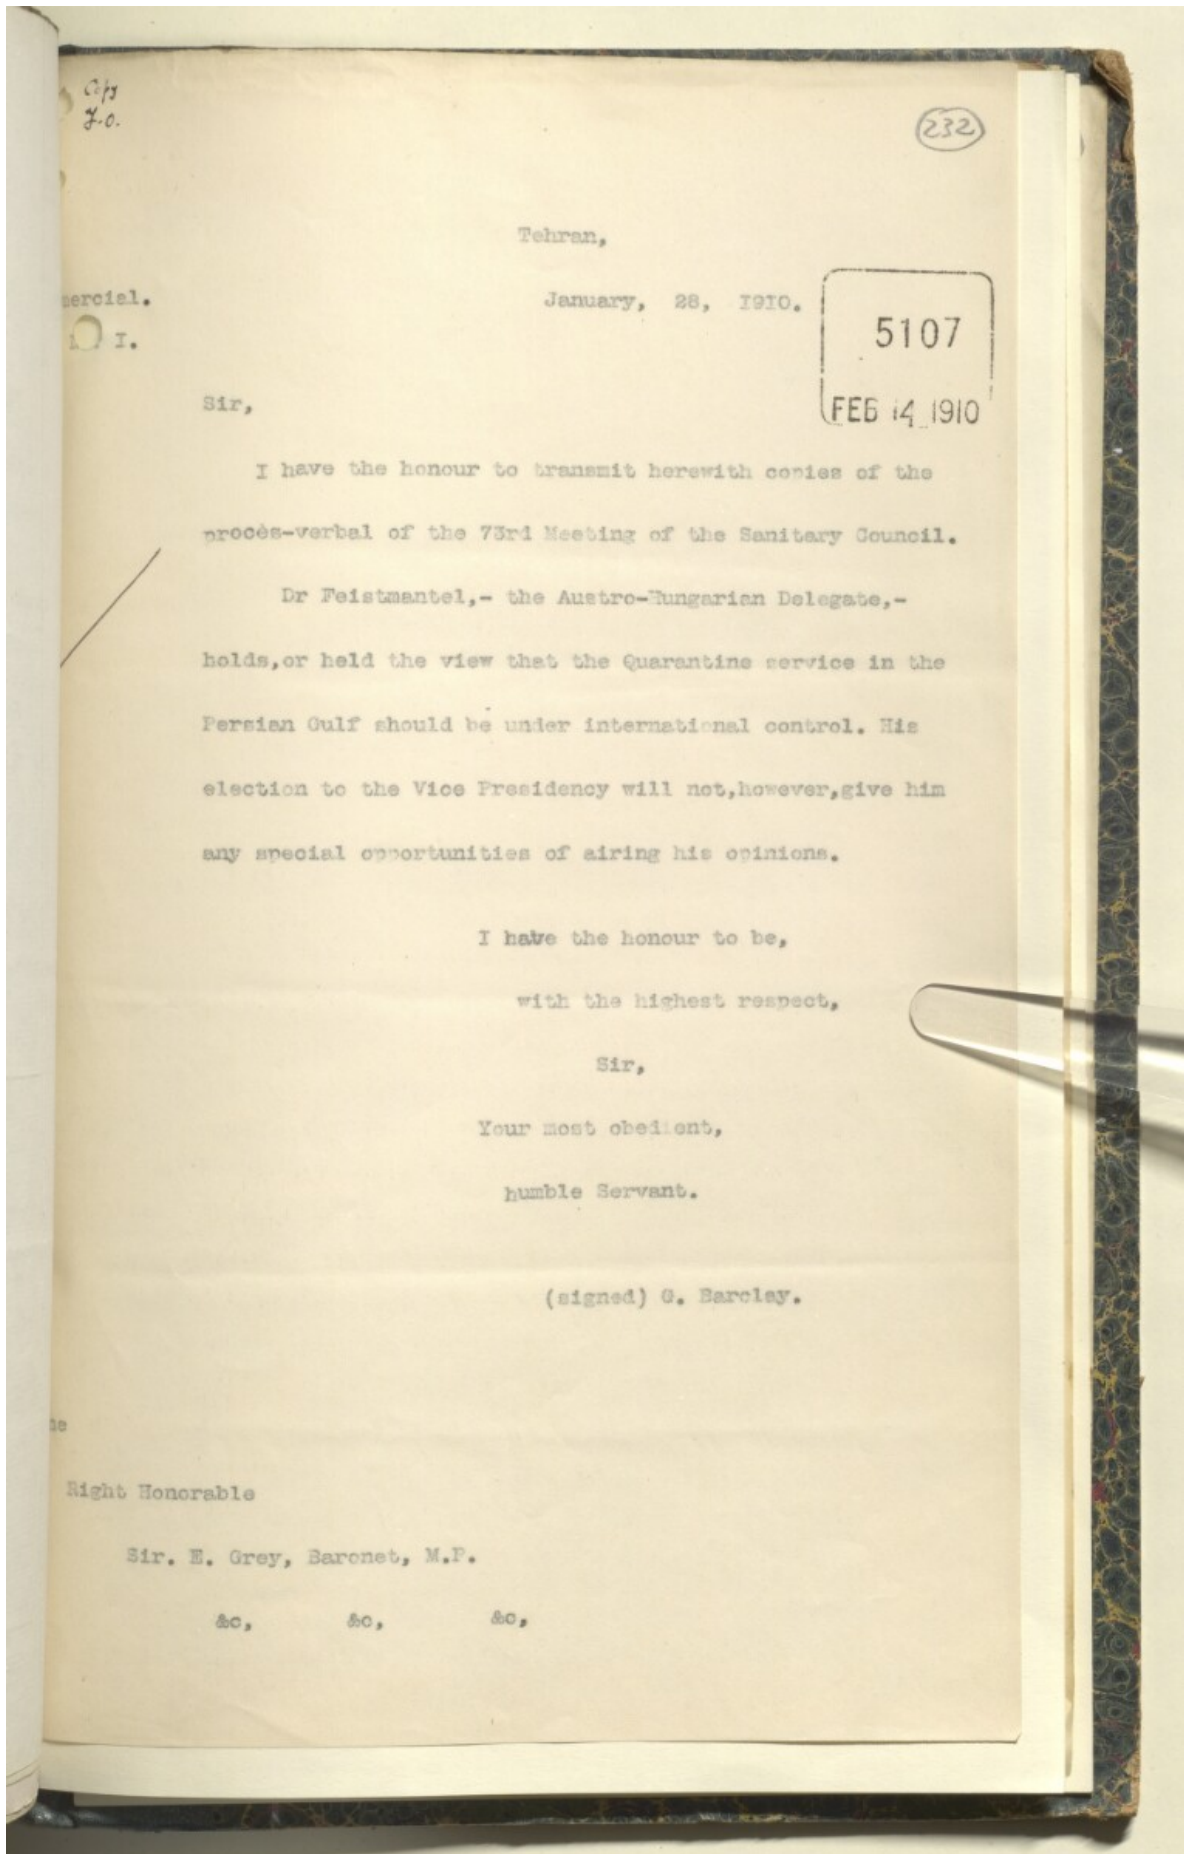 Copy
F.O.
232
Tehran,
mercial.
January, 28, 1910.
I.
5107
FEB 14 1910
Sir,
I have the honour to transmit herewith copies of the
procès-verbal of the 73rd Meeting of the Sanitary Council.
Dr Feistmantel,- the Austro-Hungarian Delegate,-
holds,or held the view that the Quarantine service in the
Persian Gulf should be under international control. His
election to the Vice Presidency will not,however,give him
any special opportunities of airing his opinions.
I have the honour to be,
with the highest respect,
Sir,
Your most obedient,
humble Servant.
(signed) G. Barclay.
he
Right Honorable
Sir. E. Grey, Baronet, M.P.
&c, &c, &c,